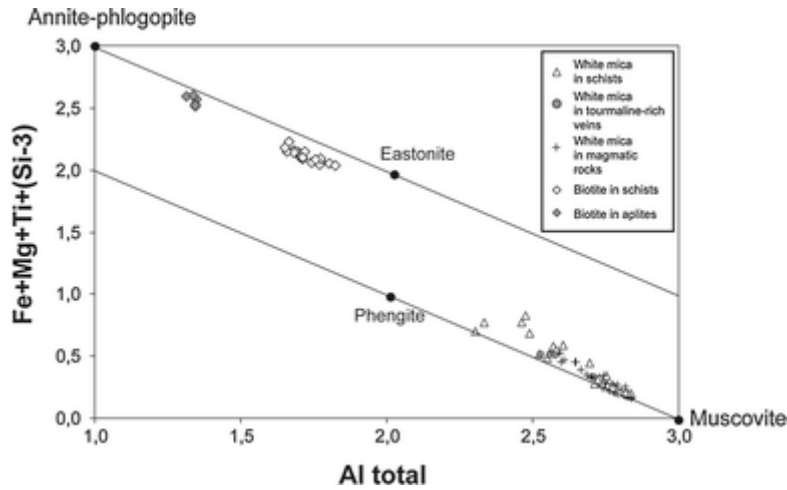 Annite-phlogopite
Fe+Mg+Ti+(Si-3)
3,0
2,5
2,0
1,5
1,0
0,5
0,0
Eastonite
Phengite
Muscovite
White mica
in schists
White mica
in tourmaline-rich
veins
White mica
in magmatic
rocks
Biotite in schists
Biotite in aplites
1,0
1,5
2,0
2,5
3,0
Al total